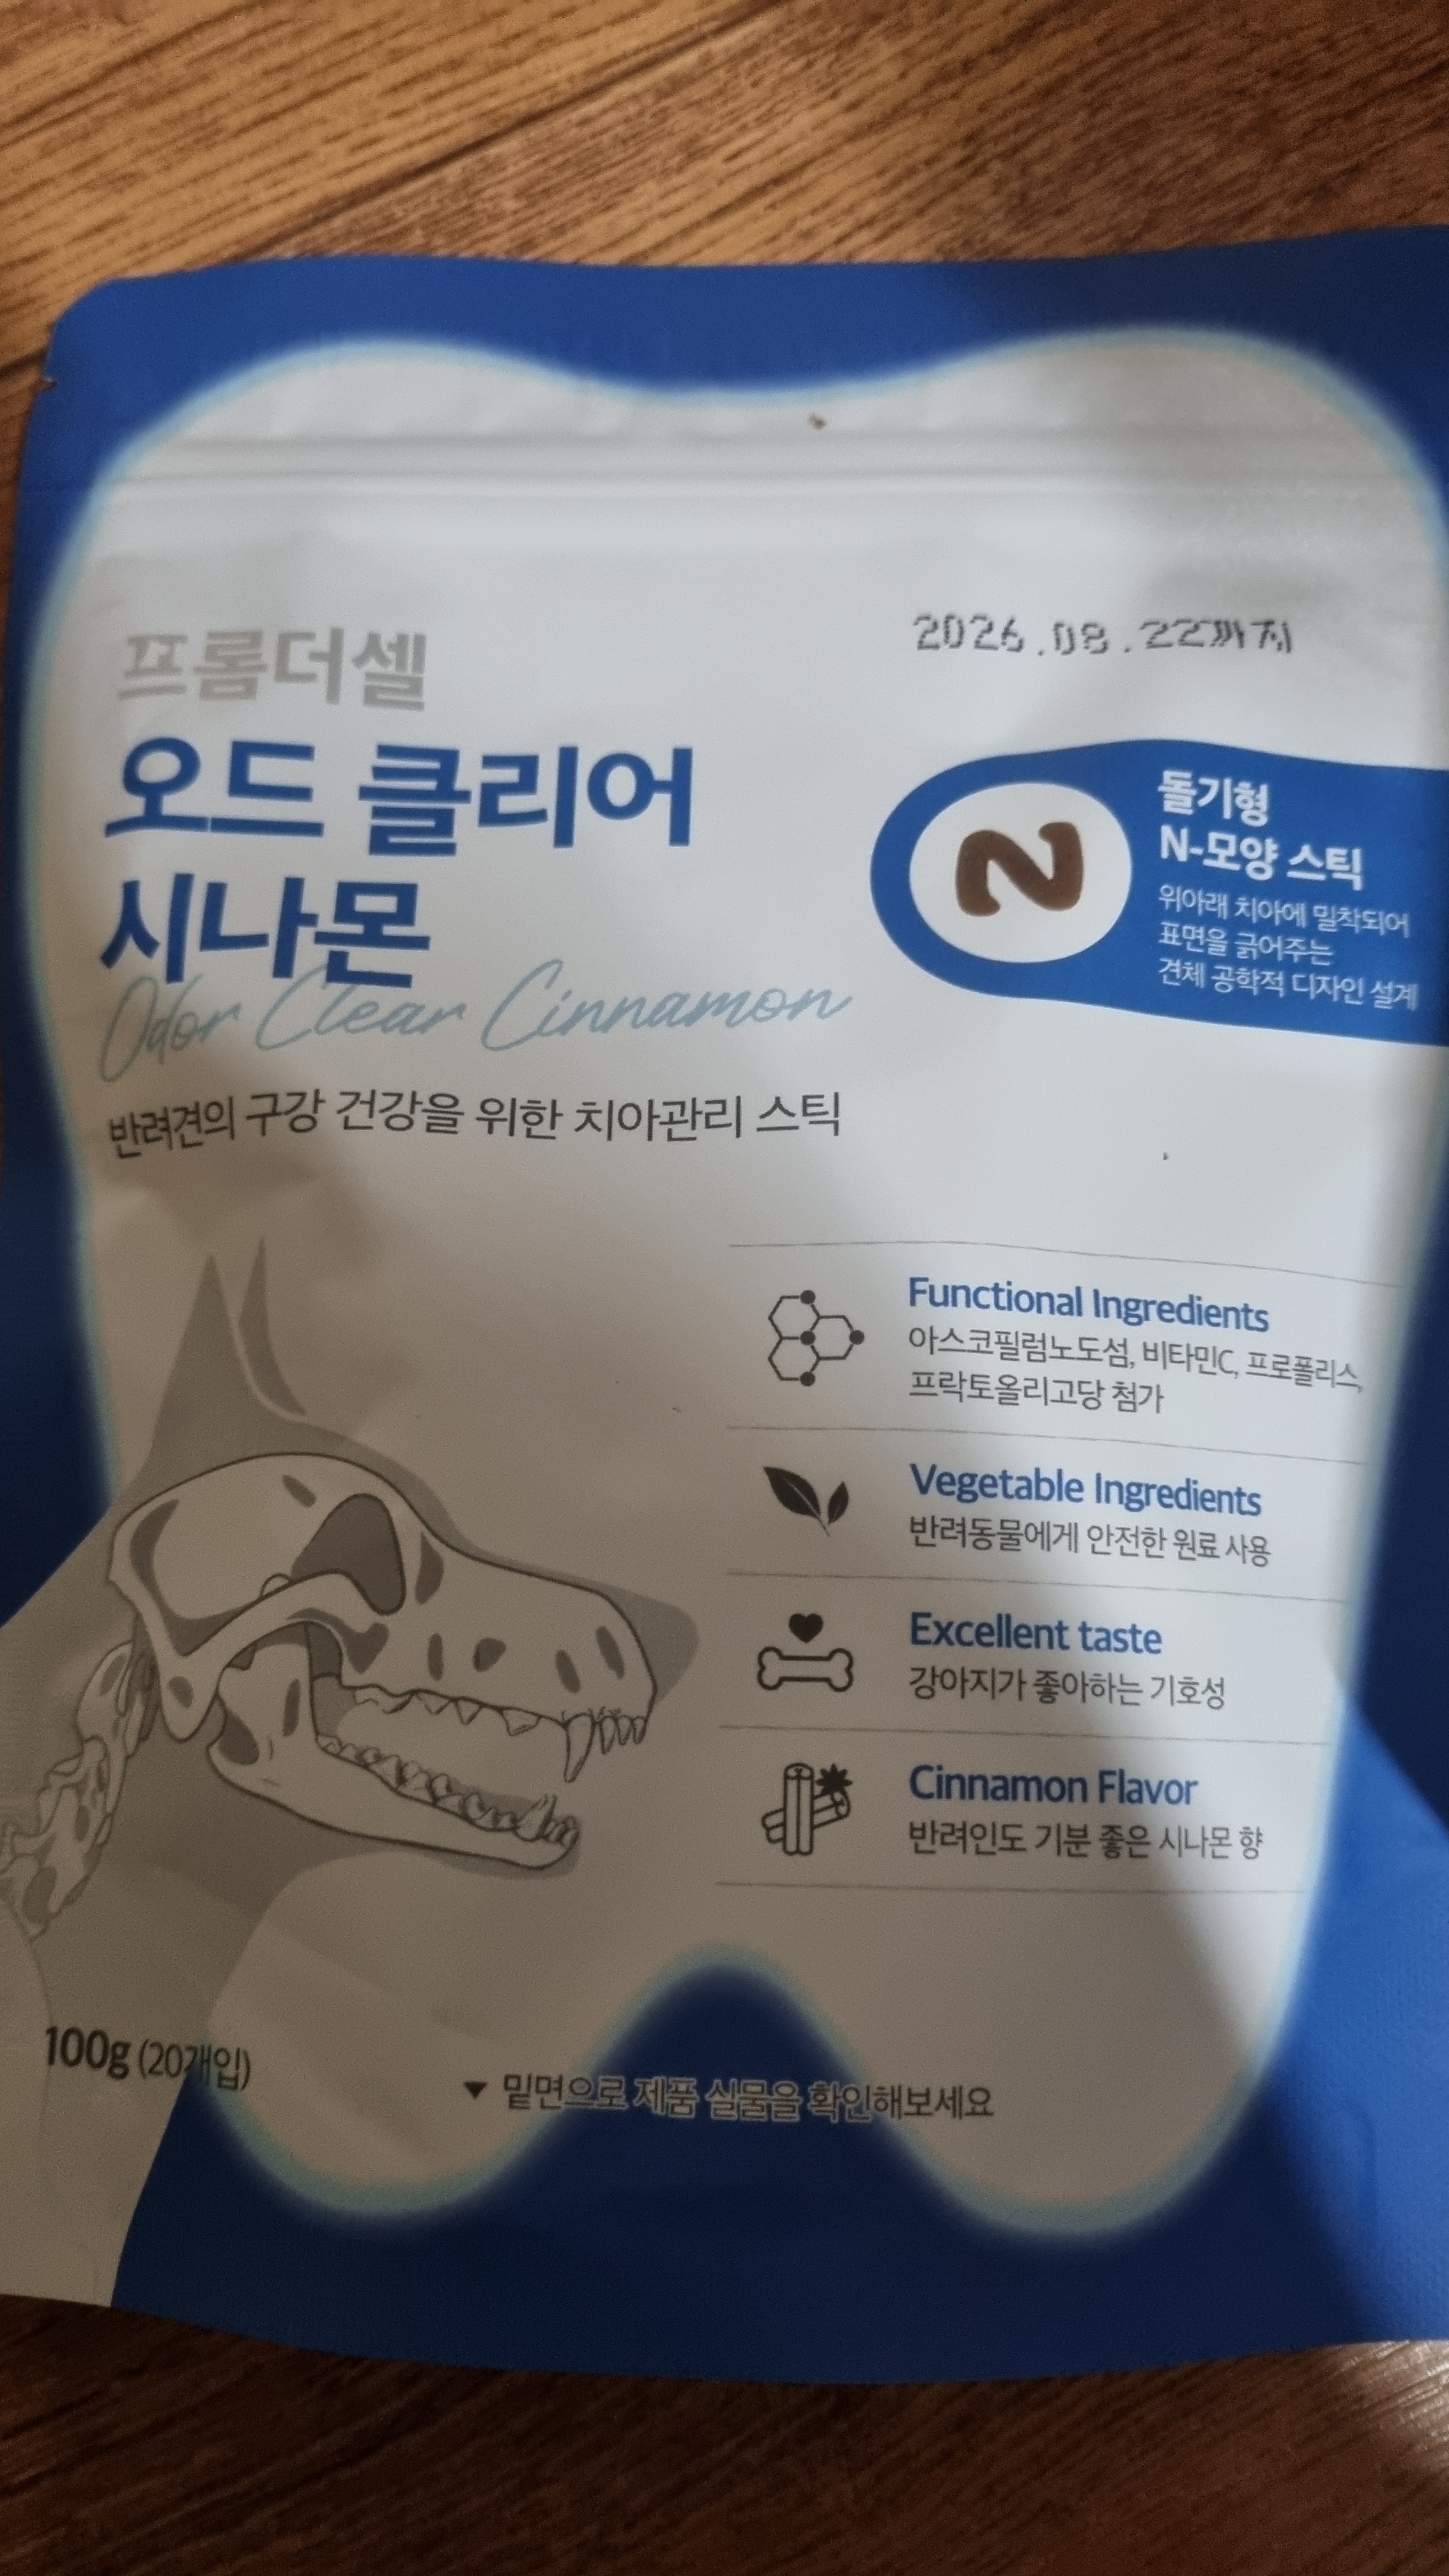 2026.08.22까지
프롬더셀
오드 클리어
시나몬
Odor Clear Cinnamon
반려견의 구강 건강을 위한 치아관리 스틱
N
돌기형
N-모양 스틱
위아래 치아에 밀착되어
표면을 긁어주는
견체 공학적 디자인 설계
Functional Ingredients
아스코필럼노도섬, 비타민C, 프로폴리스,
프락토올리고당 첨가
Vegetable Ingredients
반려동물에게 안전한 원료 사용
Excellent taste
강아지가 좋아하는 기호성
Cinnamon Flavor
반려인도 기분 좋은 시나몬 향
100g (20개입)
▼ 밑면으로 제품 실물을 확인해보세요